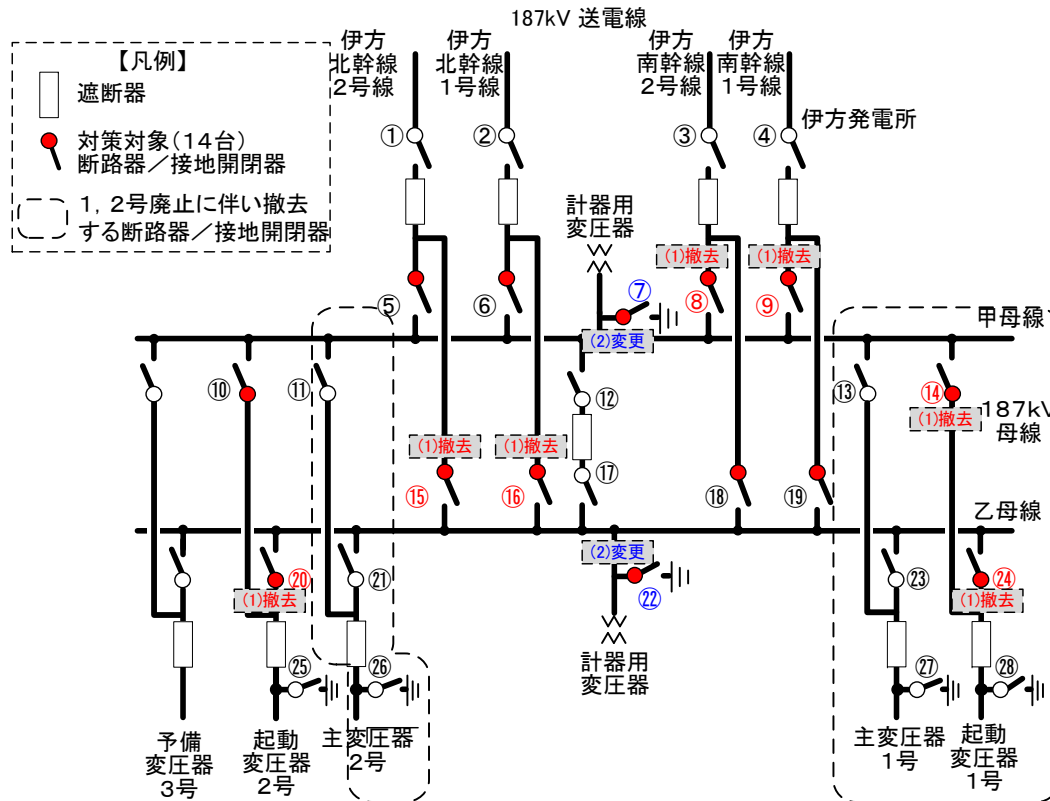 187kV 送電線
【凡例】
遮断器
対策対象(14台)
断路器／接地開閉器
1，2号廃止に伴い撤去
する断路器／接地開閉器
伊方
北幹線
2号線
伊方
北幹線
1号線
伊方
南幹線
2号線
伊方
南幹線
1号線
① ② ③ ④
伊方発電所
計器用
変圧器
(1)撤去 (1)撤去
⑤ ⑥ ⑦ ⑧ ⑨
(2)変更
甲母線
⑩ ⑪ ⑫ ⑬ ⑭
(1)撤去
187kV
母線
(1)撤去 (1)撤去
⑮ ⑯ ⑰ ⑱ ⑲
乙母線
(2)変更
⑳ ㉑ ㉒ ㉓ ㉔
(1)撤去 (1)撤去
計器用
変圧器
㉕ ㉖ ㉗ ㉘
予備
変圧器
3号
起動
変圧器
2号
主変圧器
2号
主変圧器
1号
起動
変圧器
1号